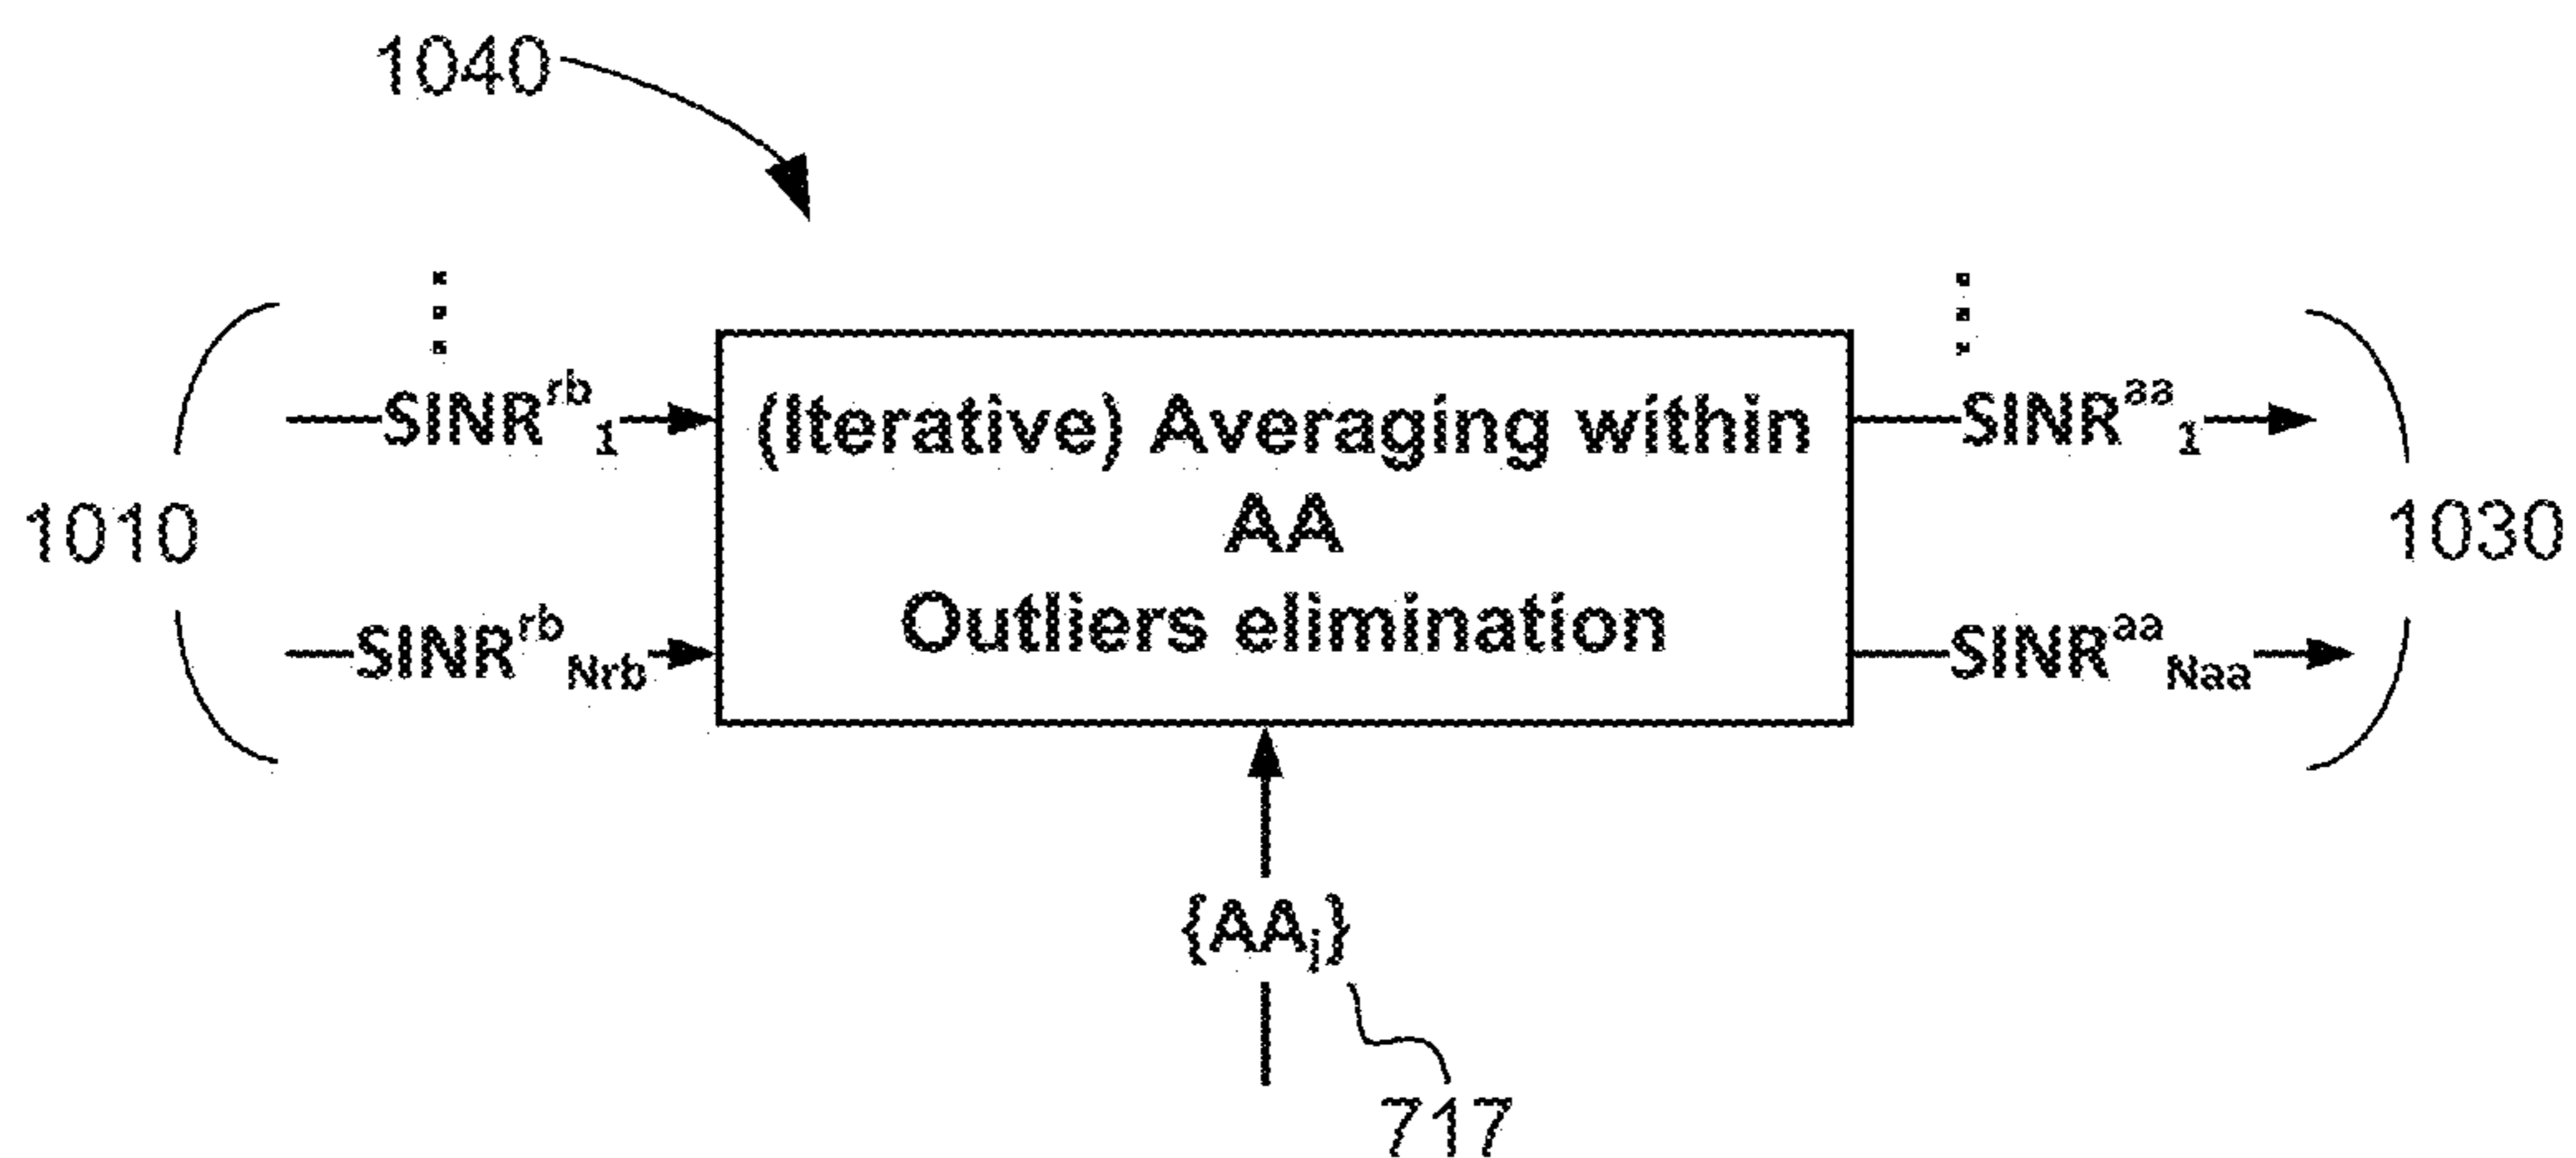 1040
SINR^rb_1
(Iterative) Averaging within
SINR^aa_1
AA
1010
1030
Outliers elimination
SINR^rb_Nrb
SINR^aa_Naa
{AA_i}
717